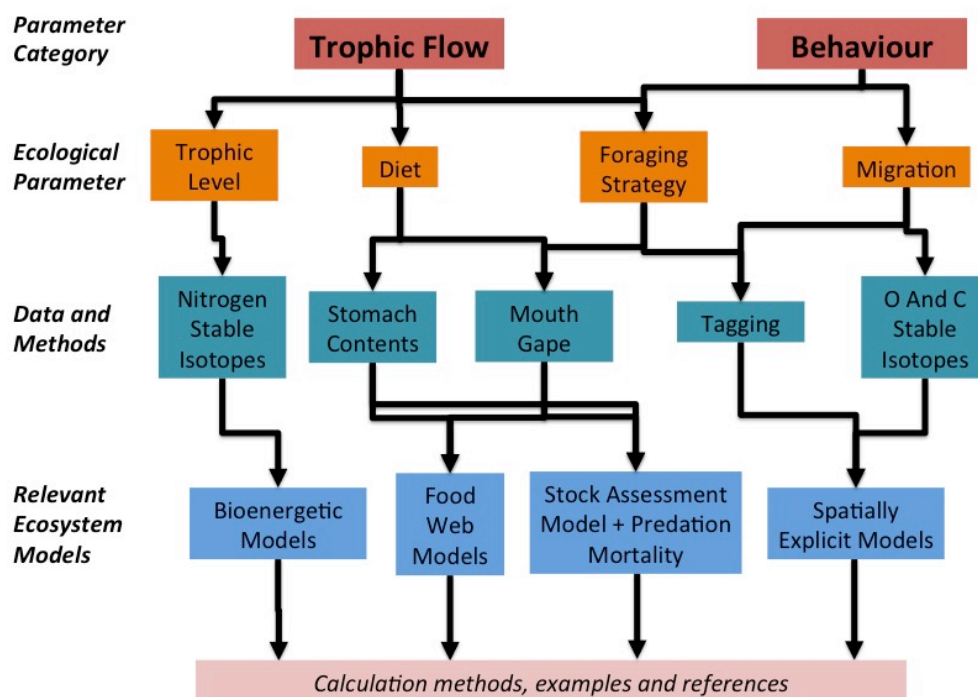 Parameter
Category
Trophic Flow
Behaviour
Ecological
Parameter
Trophic
Level
Diet
Foraging
Strategy
Migration
Data and
Methods
Nitrogen
Stable
Isotopes
Stomach
Contents
Mouth
Gape
Tagging
O And C
Stable
Isotopes
Relevant
Ecosystem
Models
Bioenergetic
Models
Food
Web
Models
Stock Assessment
Model + Predation
Mortality
Spatially
Explicit Models
Calculation methods, examples and references